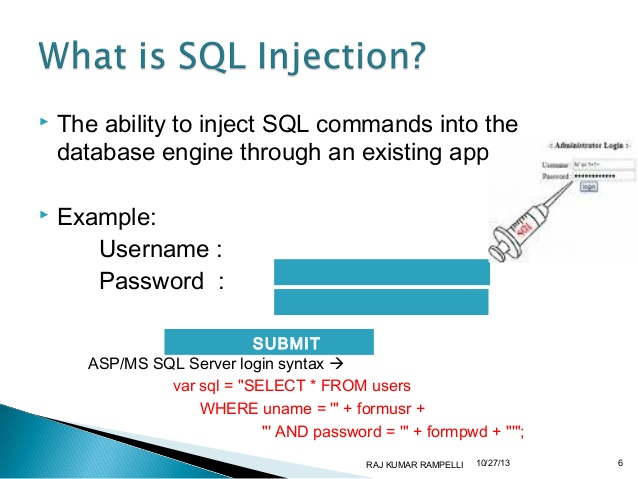 What is SQL Injection?
The ability to inject SQL commands into the
database engine through an existing app
-: Administrator Login :-
Username:
Password:
login
SQL
Example:
Username :
Password :
SUBMIT
ASP/MS SQL Server login syntax →
var sql = "SELECT * FROM users
WHERE uname = '" + formusr +
"' AND password = '" + formpwd + "'";
RAJ KUMAR RAMPELLI 10/27/13 6